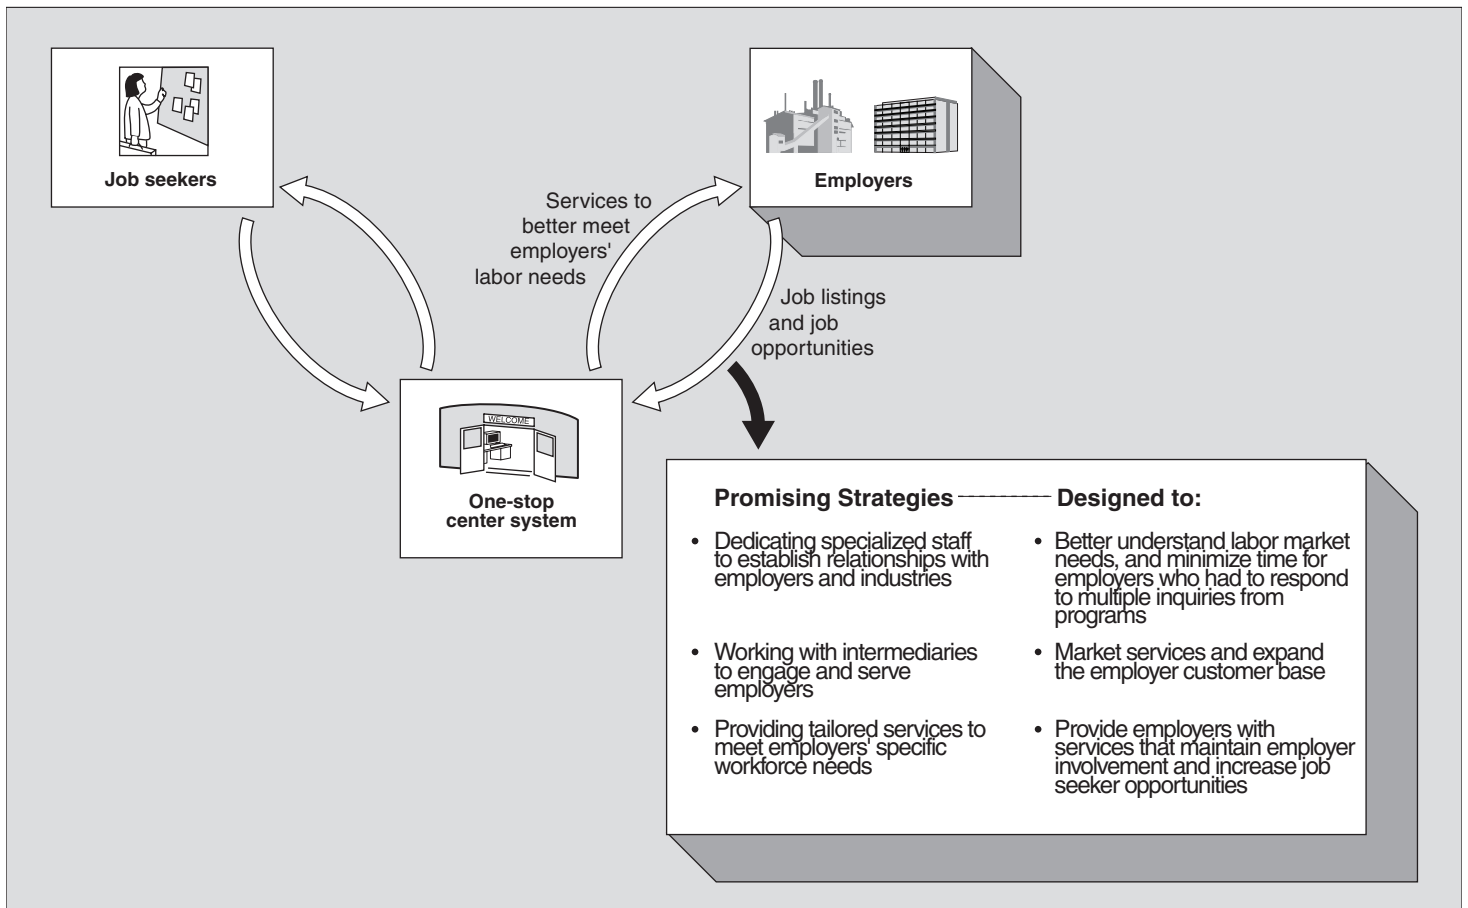 Job seekers
Employers
Services to
better meet
employers'
labor needs
Job listings
and job
opportunities
WELCOME
One-stop
center system
Promising Strategies
Designed to:
• Dedicating specialized staff
to establish relationships with
employers and industries
• Better understand labor market
needs, and minimize time for
employers who had to respond
to multiple inquiries from
programs
• Working with intermediaries
to engage and serve
employers
• Market services and expand
the employer customer base
• Providing tailored services to
meet employers' specific
workforce needs
• Provide employers with
services that maintain employer
involvement and increase job
seeker opportunities